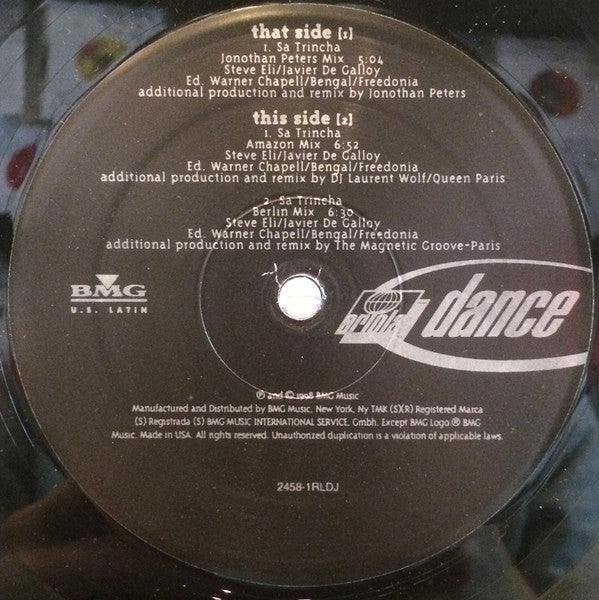 that side [1]
1. Sa Trincha
Jonothan Peters Mix 5:04
Steve Eli/Javier De Galloy
Ed. Warner Chapell/Bengal/Freedonia
additional production and remix by Jonothan Peters
this side [2]
1. Sa Trincha
Amazon Mix 6:52
Steve Eli/Javier De Galloy
Ed. Warner Chapell/Bengal/Freedonia
additional production and remix by DJ Laurent Wolf/Queen Paris
2. Sa Trincha
Berlin Mix 6:30
Steve Eli/Javier De Galloy
Ed. Warner Chapell/Bengal/Freedonia
additional production and remix by The Magnetic Groove-Paris
BMG
U.S. LATIN
dance
℗ and © 1998 BMG Music
Manufactured and Distributed by BMG Music, New York, Ny TMK (S)(R) Registered Marca
(S) Registrada (S) BMG MUSIC INTERNATIONAL SERVICE, Gmbh. Except BMG Logo ® BMG
Music. Made in USA. All rights reserved. Unauthorized duplication is a violation of applicable laws.
2458-1RLDJ